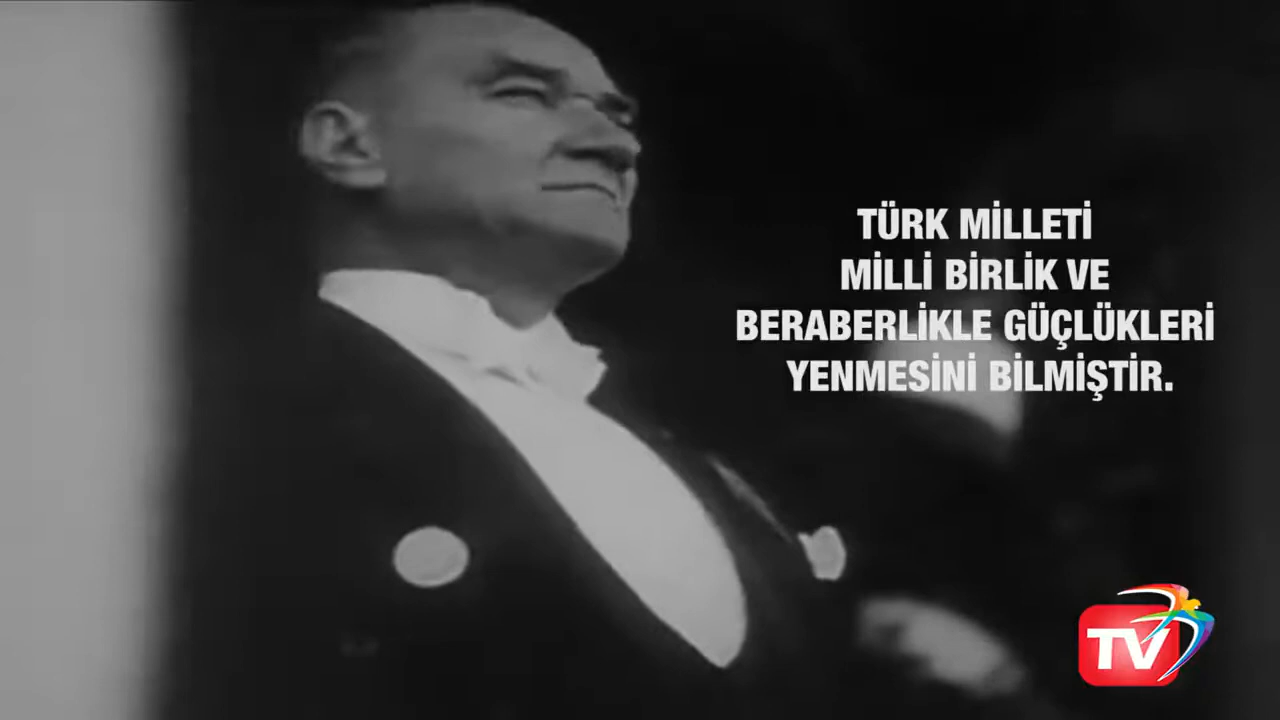 TÜRK MİLLETİ
MİLLİ BİRLİK VE
BERABERLİKLE GÜÇLÜKLERİ
YENMESİNİ BİLMİŞTİR.
TV